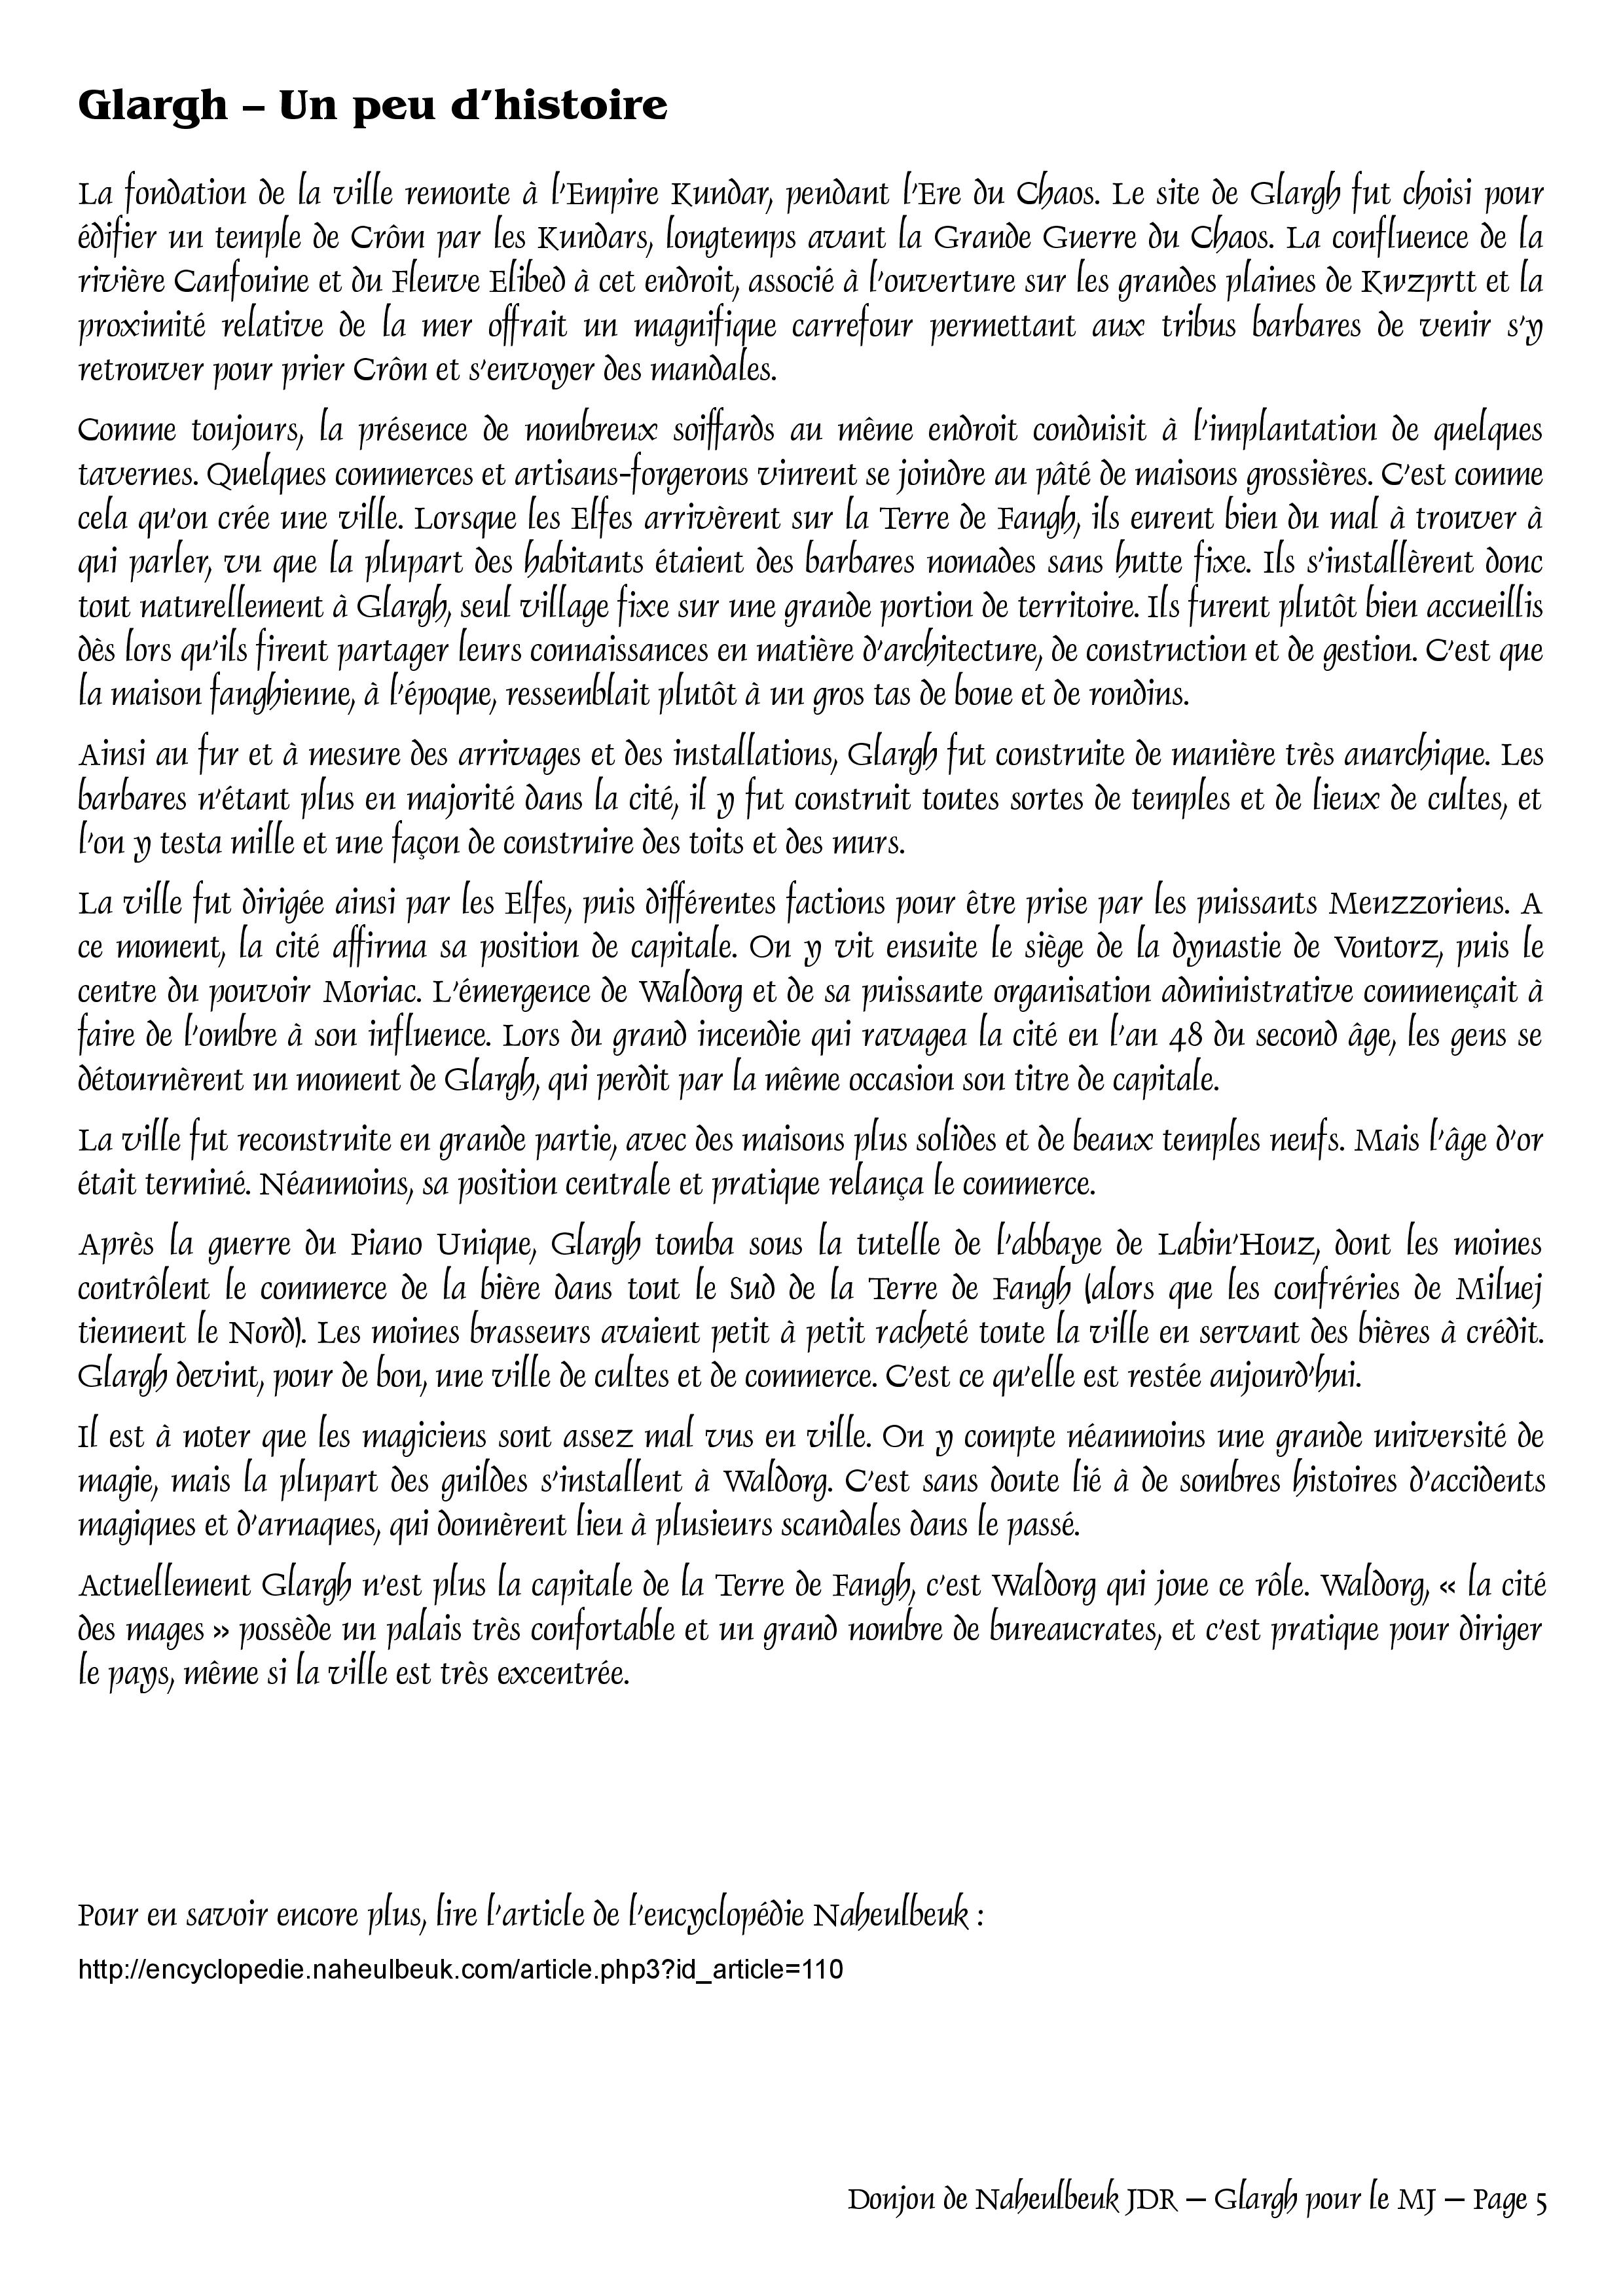 Glargh – Un peu d'histoire
La fondation de la ville remonte à l'Empire Kundar, pendant l'Ere du Chaos. Le site de Glargh fut choisi pour
édifier un temple de Crôm par les Kundars, longtemps avant la Grande Guerre du Chaos. La confluence de la
rivière Canfouine et du Fleuve Elibed à cet endroit, associé à l'ouverture sur les grandes plaines de Kwzprtt et la
proximité relative de la mer offrait un magnifique carrefour permettant aux tribus barbares de venir s'y
retrouver pour prier Crôm et s'envoyer des mandales.
Comme toujours, la présence de nombreux soiffards au même endroit conduisit à l'implantation de quelques
tavernes. Quelques commerces et artisans-forgerons vinrent se joindre au pâté de maisons grossières. C'est comme
cela qu'on crée une ville. Lorsque les Elfes arrivèrent sur la Terre de Fangh, ils eurent bien du mal à trouver à
qui parler, vu que la plupart des habitants étaient des barbares nomades sans hutte fixe. Ils s'installèrent donc
tout naturellement à Glargh, seul village fixe sur une grande portion de territoire. Ils furent plutôt bien accueillis
dès lors qu'ils firent partager leurs connaissances en matière d'architecture, de construction et de gestion. C'est que
la maison fanghienne, à l'époque, ressemblait plutôt à un gros tas de boue et de rondins.
Ainsi au fur et à mesure des arrivages et des installations, Glargh fut construite de manière très anarchique. Les
barbares n'étant plus en majorité dans la cité, il y fut construit toutes sortes de temples et de lieux de cultes, et
l'on y testa mille et une façon de construire des toits et des murs.
La ville fut dirigée ainsi par les Elfes, puis différentes factions pour être prise par les puissants Menzzoriens. A
ce moment, la cité affirma sa position de capitale. On y vit ensuite le siège de la dynastie de Vontorz, puis le
centre du pouvoir Moriac. L'émergence de Waldorg et de sa puissante organisation administrative commençait à
faire de l'ombre à son influence. Lors du grand incendie qui ravagea la cité en l'an 48 du second âge, les gens se
détournèrent un moment de Glargh, qui perdit par la même occasion son titre de capitale.
La ville fut reconstruite en grande partie, avec des maisons plus solides et de beaux temples neufs. Mais l'âge d'or
était terminé. Néanmoins, sa position centrale et pratique relança le commerce.
Après la guerre du Piano Unique, Glargh tomba sous la tutelle de l'abbaye de Labin'Houz, dont les moines
contrôlent le commerce de la bière dans tout le Sud de la Terre de Fangh (alors que les confréries de Miluej
tiennent le Nord). Les moines brasseurs avaient petit à petit racheté toute la ville en servant des bières à crédit.
Glargh devint, pour de bon, une ville de cultes et de commerce. C'est ce qu'elle est restée aujourd'hui.
Il est à noter que les magiciens sont assez mal vus en ville. On y compte néanmoins une grande université de
magie, mais la plupart des guildes s'installent à Waldorg. C'est sans doute lié à de sombres histoires d'accidents
magiques et d'arnaques, qui donnèrent lieu à plusieurs scandales dans le passé.
Actuellement Glargh n'est plus la capitale de la Terre de Fangh, c'est Waldorg qui joue ce rôle. Waldorg, « la cité
des mages » possède un palais très confortable et un grand nombre de bureaucrates, et c'est pratique pour diriger
le pays, même si la ville est très excentrée.
Pour en savoir encore plus, lire l'article de l'encyclopédie Naheulbeuk :
http://encyclopedie.naheulbeuk.com/article.php3?id_article=110
Donjon de Naheulbeuk JDR – Glargh pour le MJ – Page 5